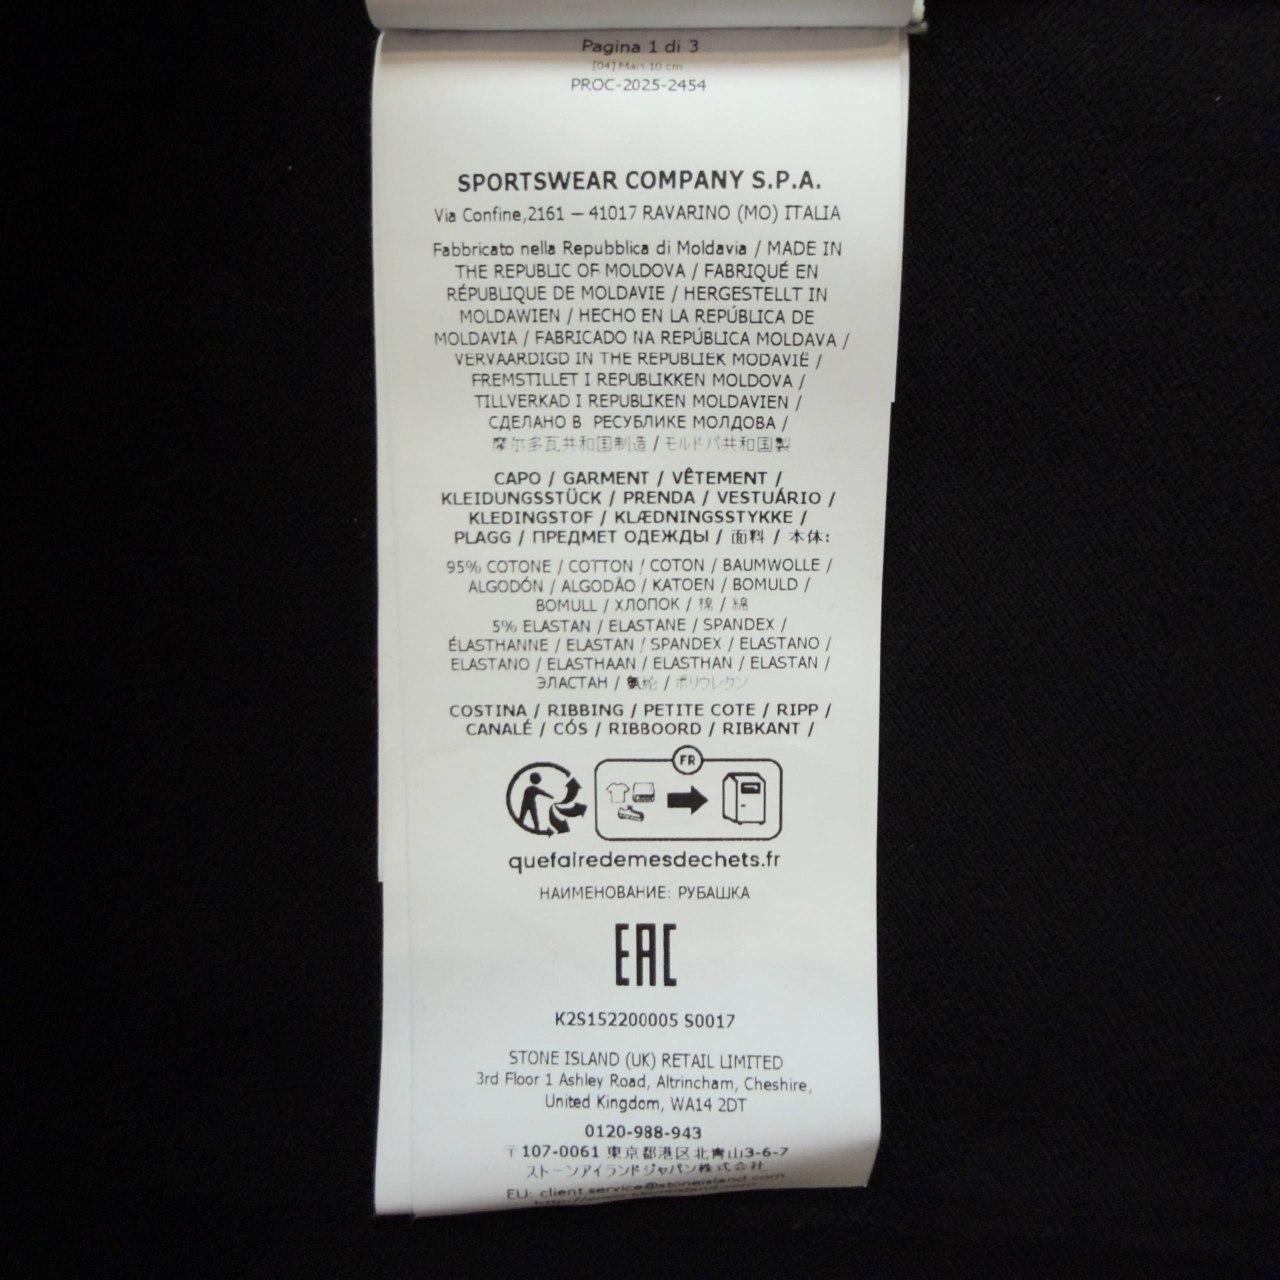 Pagina 1 di 3
[04] Man 10 cm
PROC-2025-2454
SPORTSWEAR COMPANY S.P.A.
Via Confine,2161 – 41017 RAVARINO (MO) ITALIA
Fabbricato nella Repubblica di Moldavia / MADE IN
THE REPUBLIC OF MOLDOVA / FABRIQUÉ EN
RÉPUBLIQUE DE MOLDAVIE / HERGESTELLT IN
MOLDAWIEN / HECHO EN LA REPÚBLICA DE
MOLDAVIA / FABRICADO NA REPÚBLICA MOLDAVA /
VERVAARDIGD IN THE REPUBLIEK MODAVIË /
FREMSTILLET I REPUBLIKKEN MOLDOVA /
TILLVERKAD I REPUBLIKEN MOLDAVIEN /
СДЕЛАНО В РЕСУБЛИКЕ МОЛДОВА /
摩尔多瓦共和国制造 / モルドバ共和国製
CAPO / GARMENT / VÊTEMENT /
KLEIDUNGSSTÜCK / PRENDA / VESTUÁRIO /
KLEDINGSTOF / KLÆDNINGSSTYKKE /
PLAGG / ПРЕДМЕТ ОДЕЖДЫ / 面料 / 本体:
95% COTONE / COTTON / COTON / BAUMWOLLE /
ALGODÓN / ALGODÃO / KATOEN / BOMULD /
BOMULL / ХЛОПОК / 棉 / 綿
5% ELASTAN / ELASTANE / SPANDEX /
ÉLASTHANNE / ELASTAN / SPANDEX / ELASTANO /
ELASTANO / ELASTHAAN / ELASTHAN / ELASTAN /
ЭЛАСТАН / 氨纶 / ポリウレタン
COSTINA / RIBBING / PETITE COTE / RIPP /
CANALÉ / CÓS / RIBBOORD / RIBKANT /
FR
quefairedemesdechets.fr
НАИМЕНОВАНИЕ: РУБАШКА
EAC
K2S152200005 S0017
STONE ISLAND (UK) RETAIL LIMITED
3rd Floor 1 Ashley Road, Altrincham, Cheshire,
United Kingdom, WA14 2DT
0120-988-943
〒107-0061 東京都港区北青山3-6-7
ストーンアイランドジャパン株式会社
EU: client.service@stoneisland.com